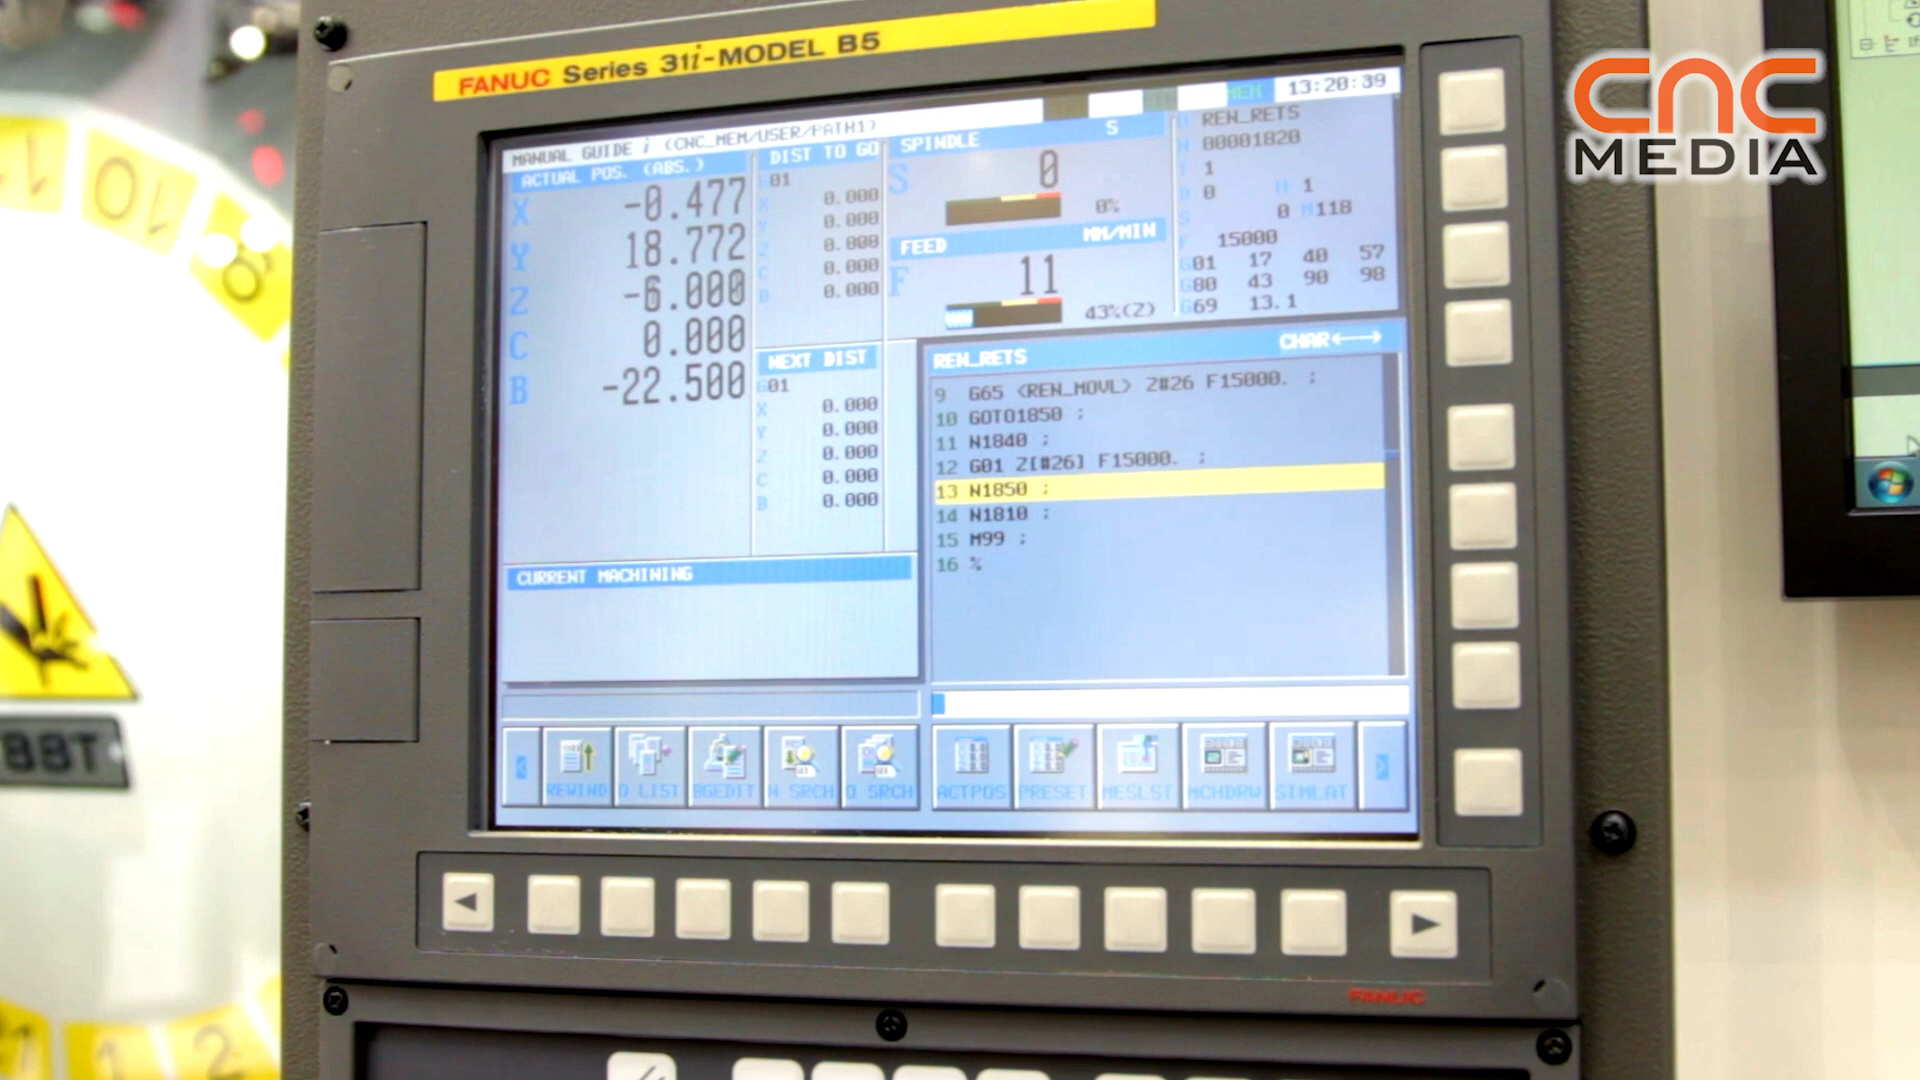 FANUC Series 31i-MODEL B5
CNC
MEDIA
MANUAL GUIDE i (CNC_MEM/USER/PATH1)
MEM
13:20:39
ACTUAL POS. (ABS.)
X -0.477
Y 18.772
Z -6.000
C 0.000
B -22.500
DIST TO GO
G01
X 0.000
Y 0.000
Z 0.000
C 0.000
B 0.000
NEXT DIST
G01
X 0.000
Y 0.000
Z 0.000
C 0.000
B 0.000
SPINDLE S
S 0
0%
FEED MM/MIN
F 11
43%(Z)
REN_RETS
00001820
1
0 1
0 M118
15000
G01 17 40 57
G80 43 90 98
G69 13.1
REN_RETS CHAR←→
9 G65 <REN_MOVL> Z#26 F15000. ;
10 GOTO1850 ;
11 N1840 ;
12 G01 Z[#26] F15000. ;
13 N1850 ;
14 N1810 ;
15 M99 ;
16 %
CURRENT MACHINING
< REWIND O LIST BGEDIT N SRCH O SRCH ACTPOS PRESET MESLST MCHDRW SIMLAT >
FANUC
10
1 2